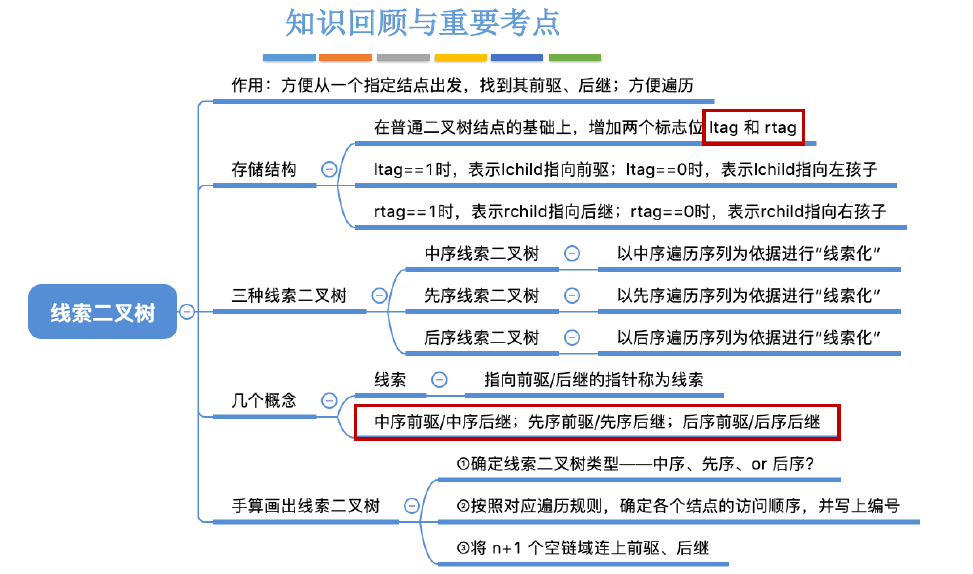 知识回顾与重要考点
作用：方便从一个指定结点出发，找到其前驱、后继；方便遍历
在普通二叉树结点的基础上，增加两个标志位 ltag 和 rtag
存储结构
ltag==1时，表示lchild指向前驱；ltag==0时，表示lchild指向左孩子
rtag==1时，表示rchild指向后继；rtag==0时，表示rchild指向右孩子
线索二叉树
三种线索二叉树
中序线索二叉树
以中序遍历序列为依据进行“线索化”
先序线索二叉树
以先序遍历序列为依据进行“线索化”
后序线索二叉树
以后序遍历序列为依据进行“线索化”
几个概念
线索
指向前驱/后继的指针称为线索
中序前驱/中序后继；先序前驱/先序后继；后序前驱/后序后继
手算画出线索二叉树
①确定线索二叉树类型——中序、先序、or 后序？
②按照对应遍历规则，确定各个结点的访问顺序，并写上编号
③将 n+1 个空链域连上前驱、后继